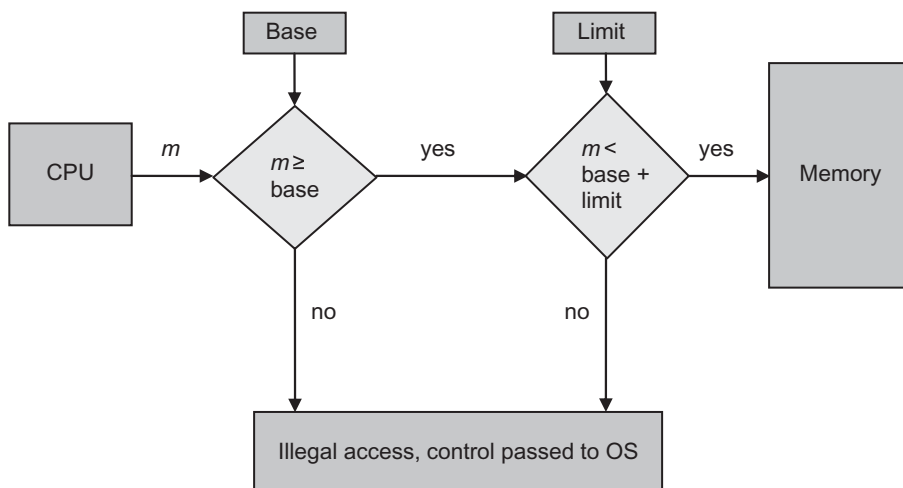 Base
Limit
CPU
m
m ≥
base
yes
m <
base +
limit
yes
Memory
no
no
Illegal access, control passed to OS